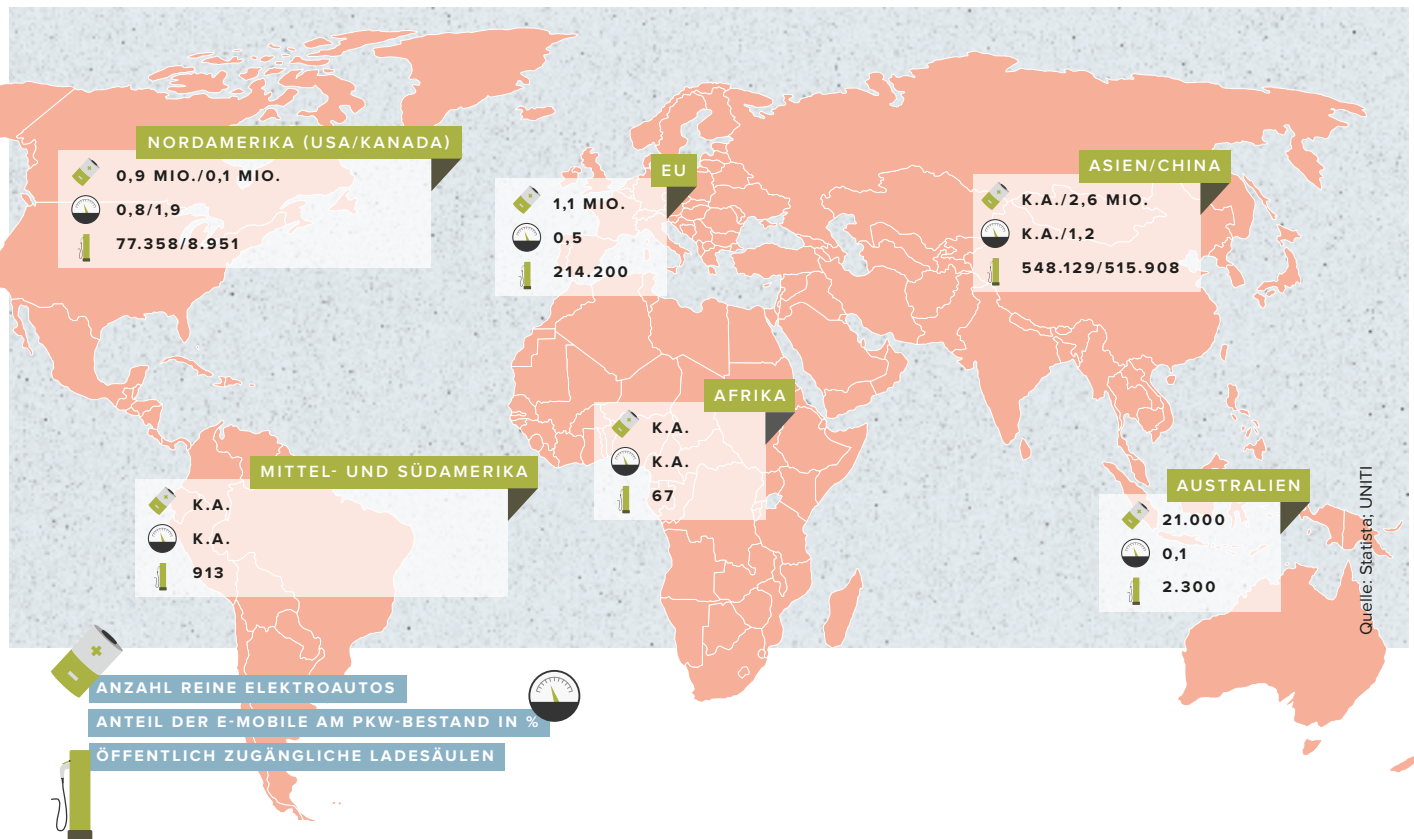 NORDAMERIKA (USA/KANADA)
0,9 MIO./0,1 MIO.
0,8/1,9
77.358/8.951
EU
1,1 MIO.
0,5
214.200
ASIEN/CHINA
K.A./2,6 MIO.
K.A./1,2
548.129/515.908
AFRIKA
K.A.
K.A.
67
MITTEL- UND SÜDAMERIKA
K.A.
K.A.
913
AUSTRALIEN
21.000
0,1
2.300
Quelle: Statista; UNITI
ANZAHL REINE ELEKTROAUTOS
ANTEIL DER E-MOBILE AM PKW-BESTAND IN %
ÖFFENTLICH ZUGÄNGLICHE LADESÄULEN